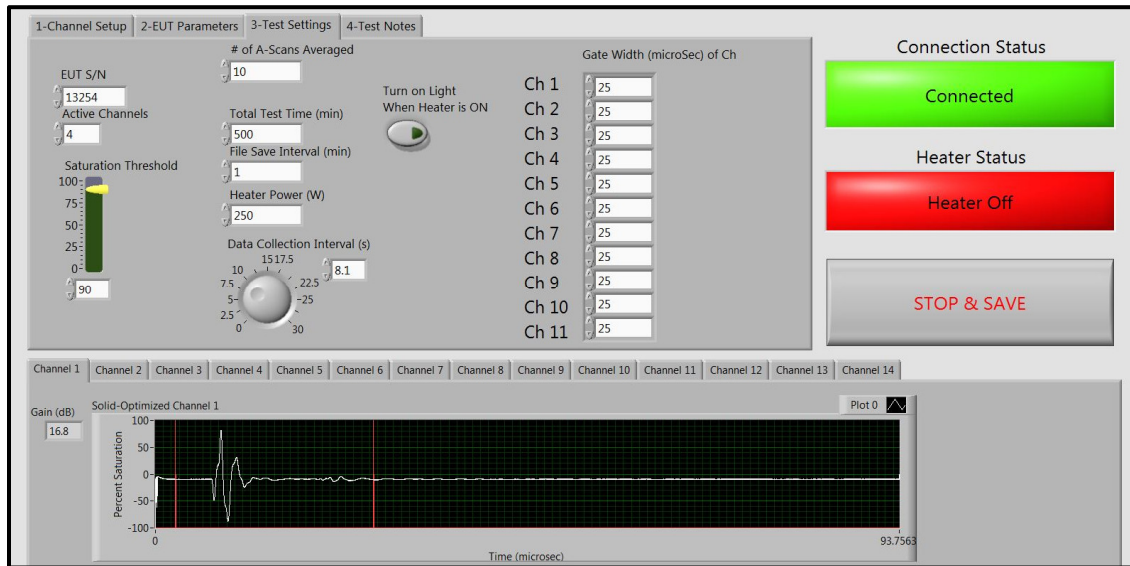 1-Channel Setup 2-EUT Parameters 3-Test Settings 4-Test Notes
EUT S/N
13254
Active Channels
4
Saturation Threshold
100-
75-
50-
25-
0-
90
# of A-Scans Averaged
10
Total Test Time (min)
500
File Save Interval (min)
1
Heater Power (W)
250
Data Collection Interval (s)
0
2.5
5-
7.5
10
15
17.5
22.5
-25
30
8.1
Turn on Light
When Heater is ON
Gate Width (microSec) of Ch
Ch 1 25
Ch 2 25
Ch 3 25
Ch 4 25
Ch 5 25
Ch 6 25
Ch 7 25
Ch 8 25
Ch 9 25
Ch 10 25
Ch 11 25
Connection Status
Connected
Heater Status
Heater Off
STOP & SAVE
Channel 1 Channel 2 Channel 3 Channel 4 Channel 5 Channel 6 Channel 7 Channel 8 Channel 9 Channel 10 Channel 11 Channel 12 Channel 13 Channel 14
Gain (dB)
16.8
Solid-Optimized Channel 1
Plot 0
Percent Saturation
100-
50-
0-
-50-
-100-
0
93.7563
Time (microsec)